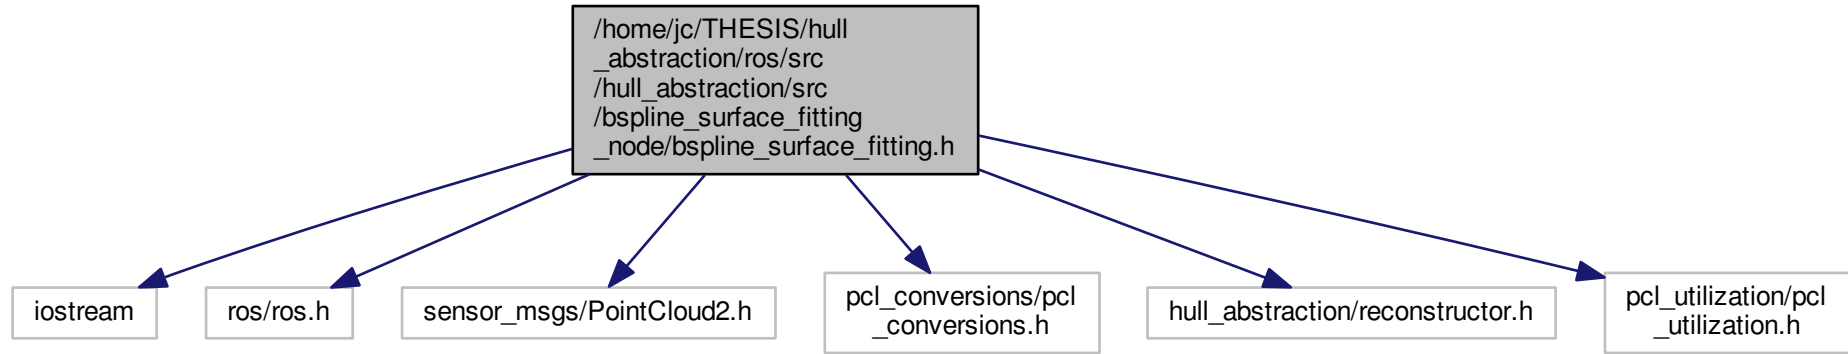 /home/jc/THESIS/hull
_abstraction/ros/src
/hull_abstraction/src
/bspline_surface_fitting
_node/bspline_surface_fitting.h
iostream
ros/ros.h
sensor_msgs/PointCloud2.h
pcl_conversions/pcl
_conversions.h
hull_abstraction/reconstructor.h
pcl_utilization/pcl
_utilization.h